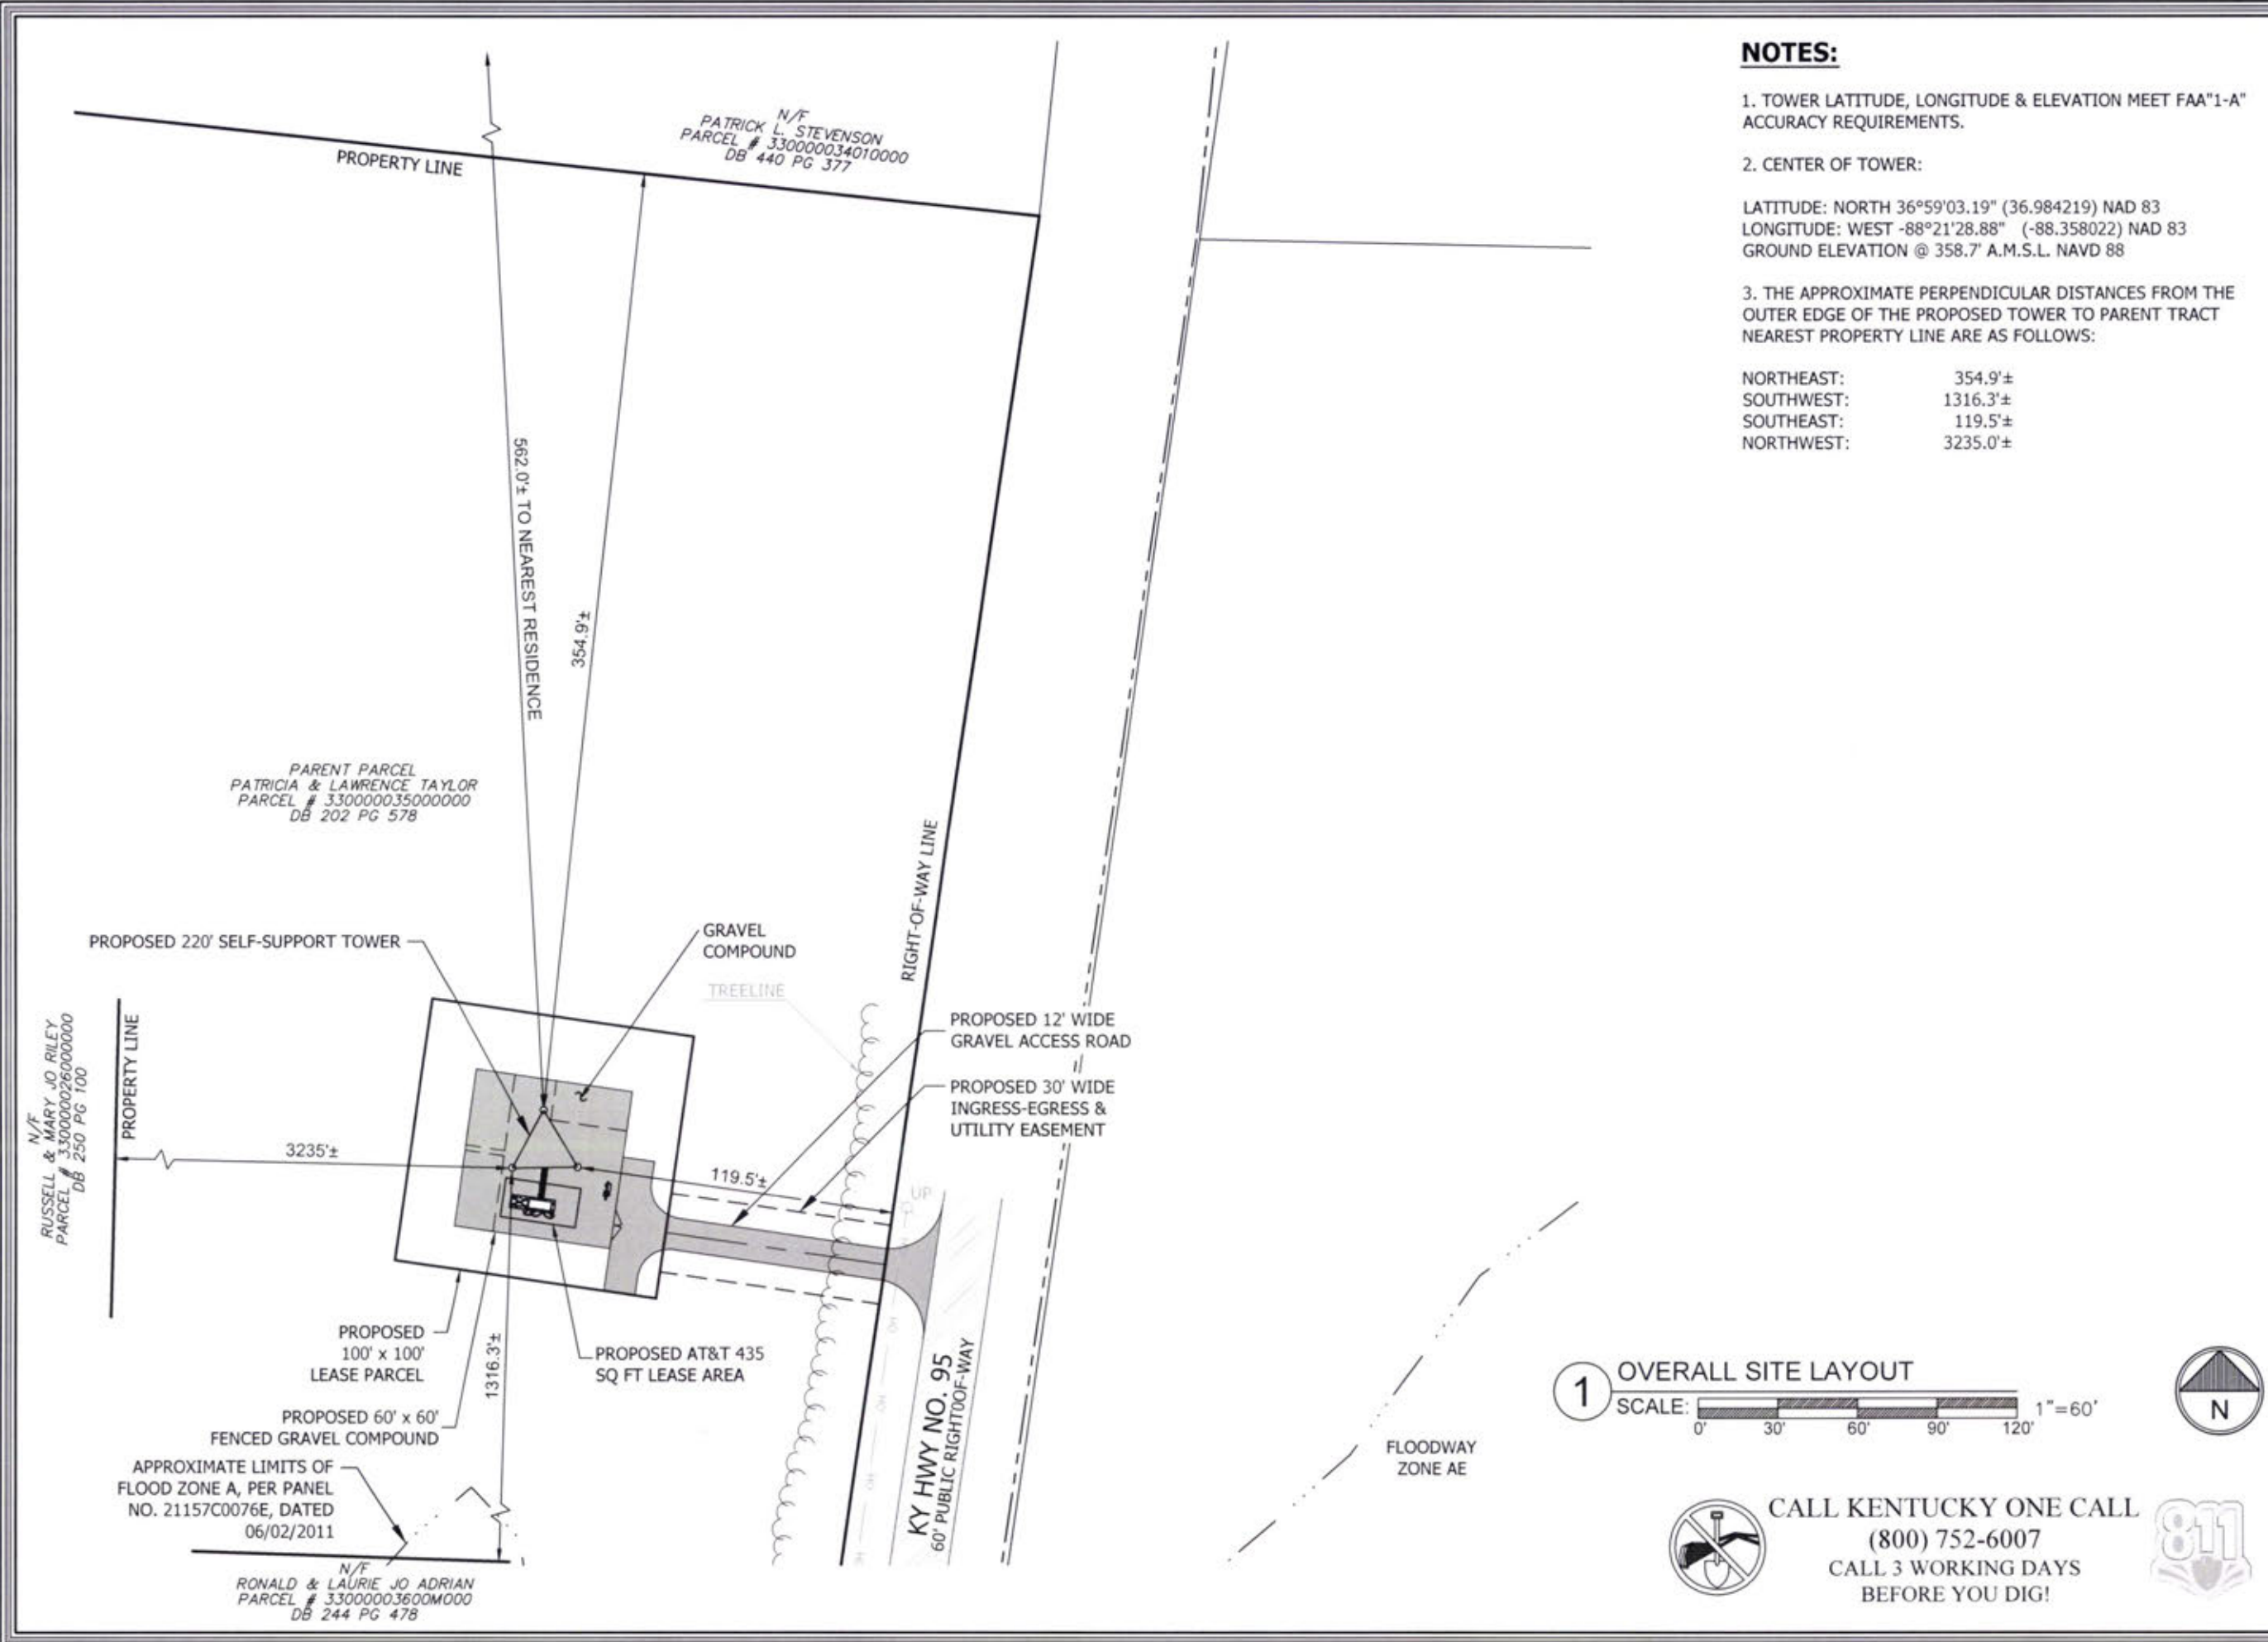 NOTES:
1. TOWER LATITUDE, LONGITUDE & ELEVATION MEET FAA"1-A"
ACCURACY REQUIREMENTS.
2. CENTER OF TOWER:
LATITUDE: NORTH 36°59'03.19" (36.984219) NAD 83
LONGITUDE: WEST -88°21'28.88" (-88.358022) NAD 83
GROUND ELEVATION @ 358.7' A.M.S.L. NAVD 88
3. THE APPROXIMATE PERPENDICULAR DISTANCES FROM THE
OUTER EDGE OF THE PROPOSED TOWER TO PARENT TRACT
NEAREST PROPERTY LINE ARE AS FOLLOWS:
NORTHEAST: 354.9'±
SOUTHWEST: 1316.3'±
SOUTHEAST: 119.5'±
NORTHWEST: 3235.0'±
N/F
PATRICK L. STEVENSON
PARCEL # 330000034010000
DB 440 PG 377
PROPERTY LINE
562.0'± TO NEAREST RESIDENCE
354.9'±
PARENT PARCEL
PATRICIA & LAWRENCE TAYLOR
PARCEL # 330000035000000
DB 202 PG 578
RIGHT-OF-WAY LINE
PROPOSED 220' SELF-SUPPORT TOWER
GRAVEL
COMPOUND
TREELINE
PROPOSED 12' WIDE
GRAVEL ACCESS ROAD
PROPOSED 30' WIDE
INGRESS-EGRESS &
UTILITY EASEMENT
N/F
RUSSELL & MARY JO RILEY
PARCEL # 330000026000000
DB 250 PG 100
PROPERTY LINE
3235'±
119.5'±
UP
PROPOSED
100' x 100'
LEASE PARCEL
1316.3'±
PROPOSED AT&T 435
SQ FT LEASE AREA
PROPOSED 60' x 60'
FENCED GRAVEL COMPOUND
APPROXIMATE LIMITS OF
FLOOD ZONE A, PER PANEL
NO. 21157C0076E, DATED
06/02/2011
N/F
RONALD & LAURIE JO ADRIAN
PARCEL # 33000003600M000
DB 244 PG 478
OH
OH
OH
KY HWY NO. 95
60' PUBLIC RIGHTOOF-WAY
FLOODWAY
ZONE AE
1 OVERALL SITE LAYOUT
SCALE: 1"=60'
0' 30' 60' 90' 120'
N
CALL KENTUCKY ONE CALL
(800) 752-6007
CALL 3 WORKING DAYS
BEFORE YOU DIG!
811